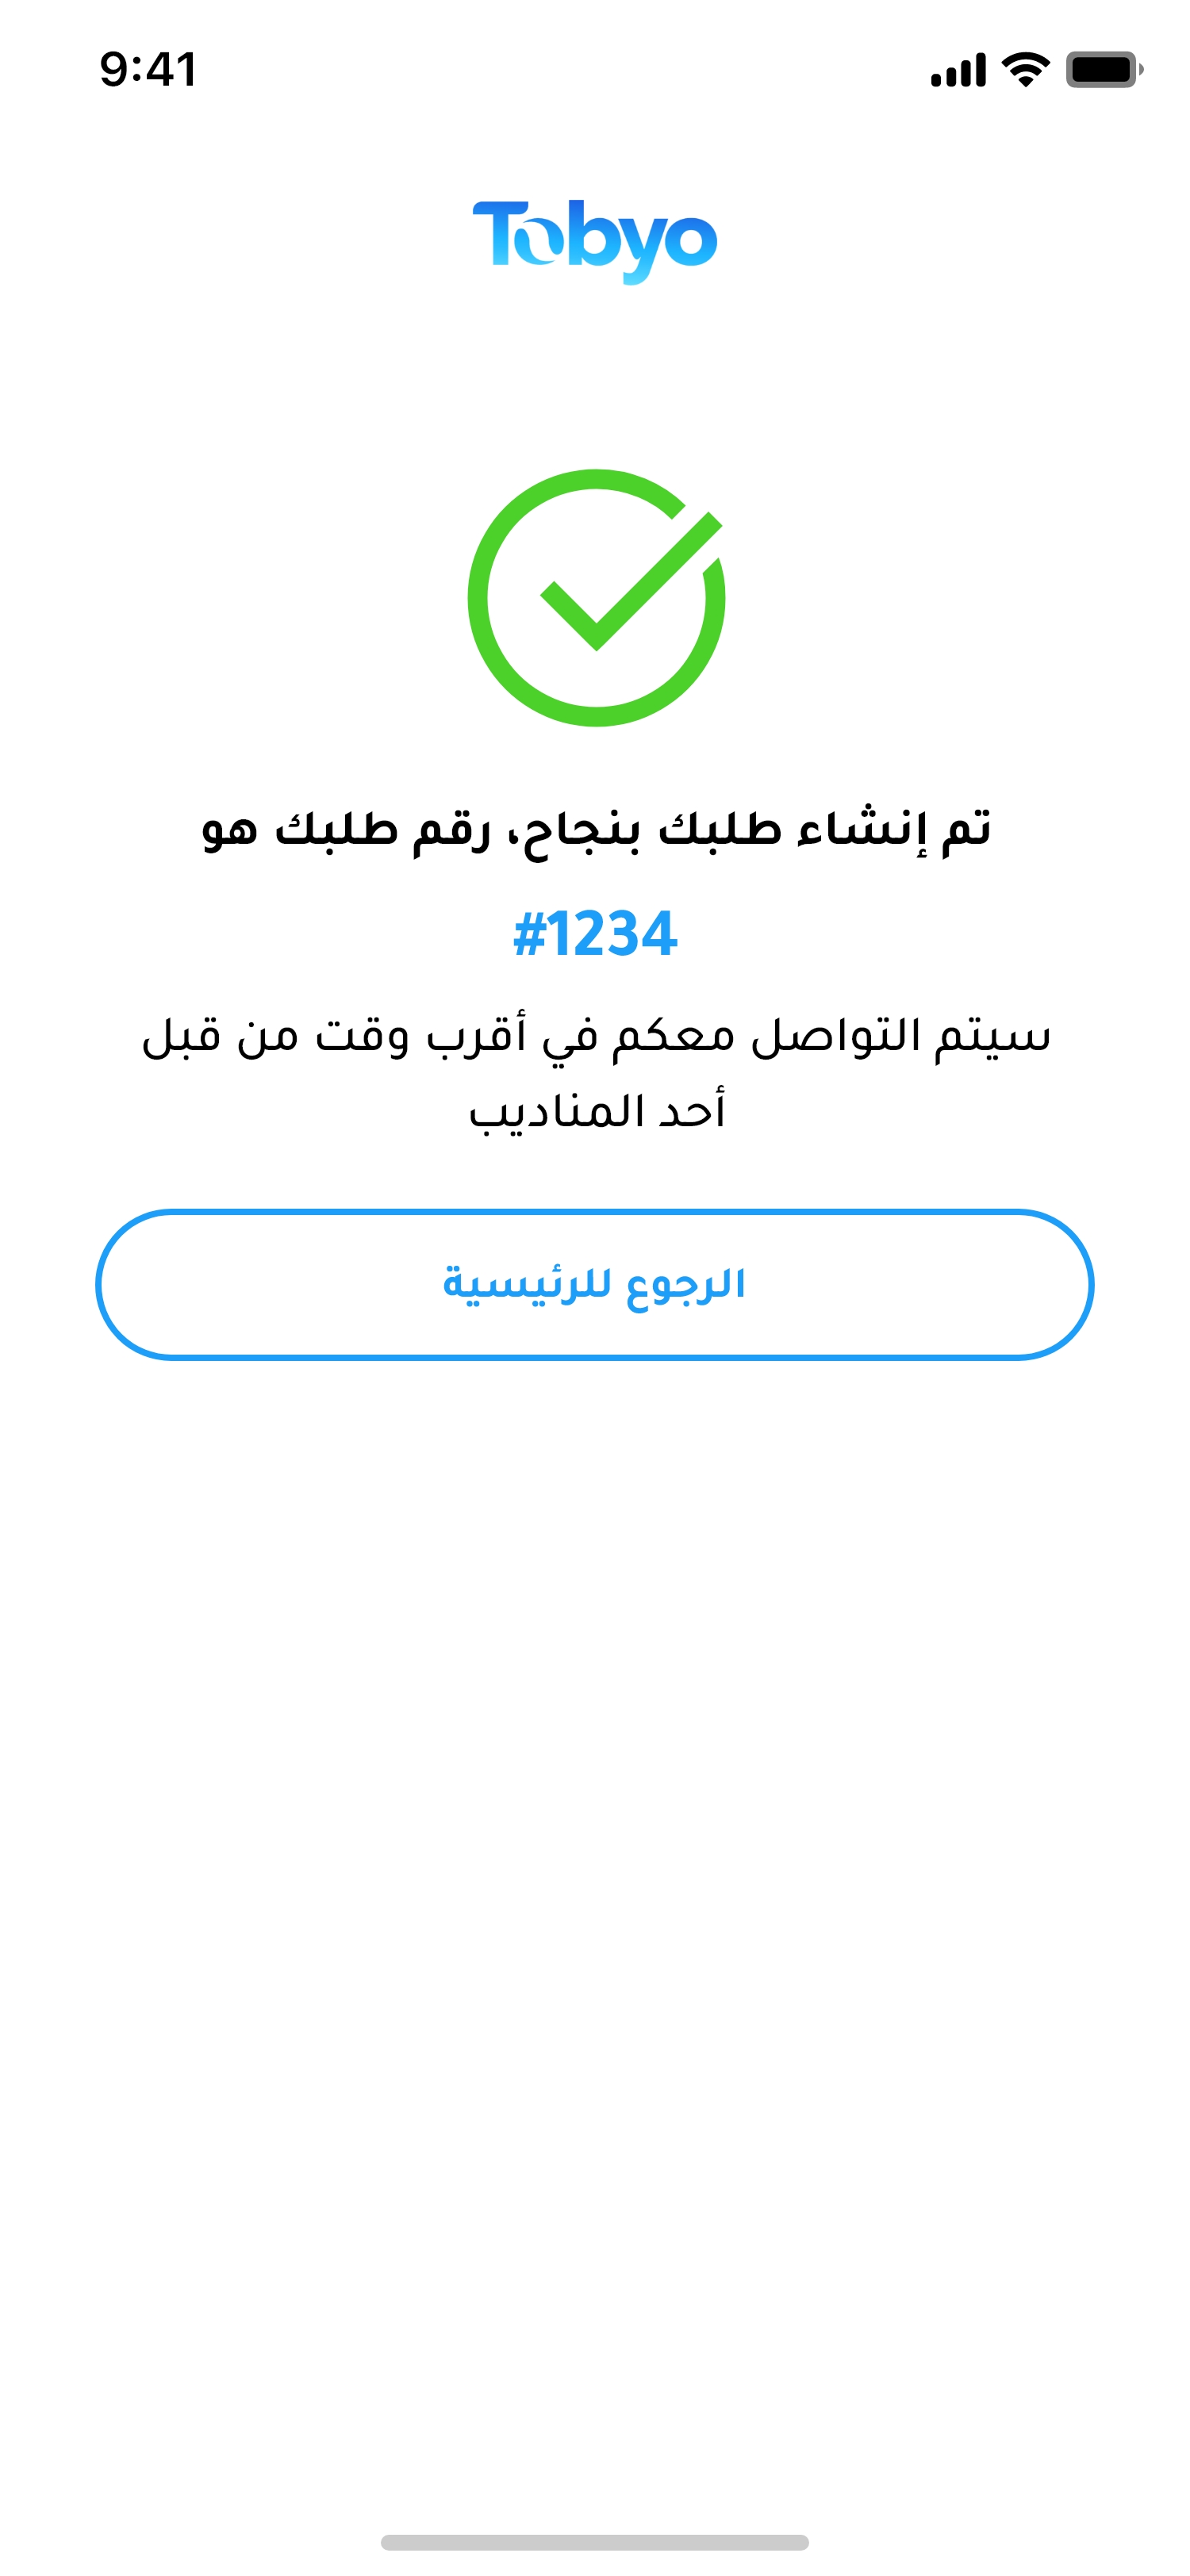 9:41
Tobyo
تم إنشاء طلبك بنجاح، رقم طلبك هو
#1234
سيتم التواصل معكم في أقرب وقت من قبل
أحد المناديب
الرجوع للرئيسية